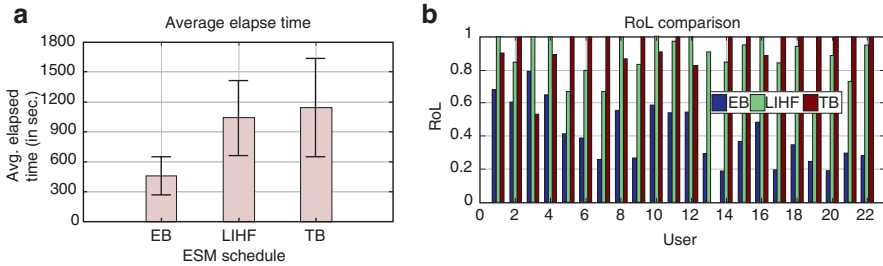 a
Average elapse time
1800
1500
1200
900
600
300
0
Avg. elapsed
time (in sec.)
EB
LIHF
TB
ESM schedule
b
RoL comparison
1
0.8
0.6
0.4
0.2
0
RoL
EB LIHF TB
0 2 4 6 8 10 12 14 16 18 20 22
User